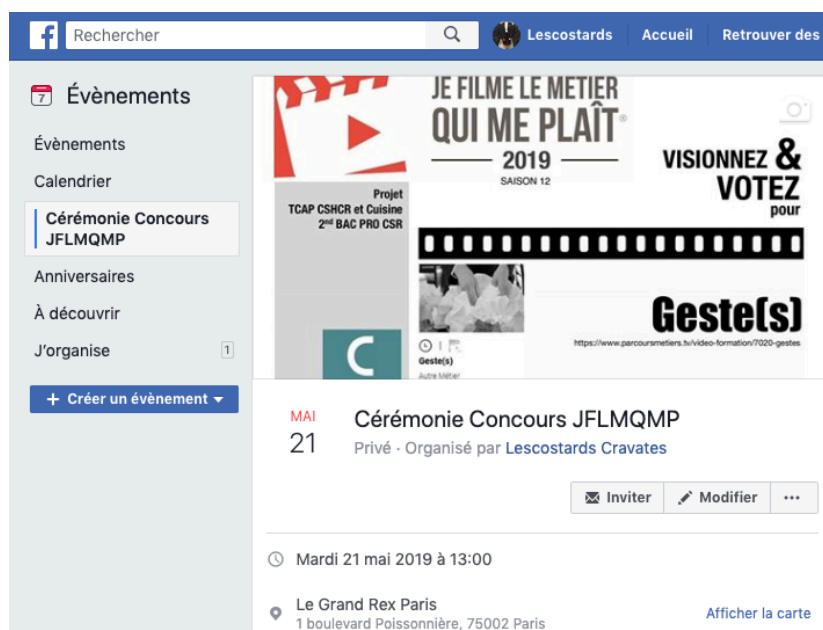 f
Rechercher
Lescostards
Accueil
Retrouver des
7
Évènements
Évènements
Calendrier
Cérémonie Concours
JFLMQMP
Anniversaires
À découvrir
J'organise
1
+ Créer un évènement
JE FILME LE METIER
QUI ME PLAÎT®
2019
SAISON 12
VISIONNEZ &
VOTEZ
pour
Projet
TCAP CSHCR et Cuisine
2nd BAC PRO CSR
C
Geste(s)
Autre Métier
Geste(s)
https://www.parcoursmetiers.tv/video-formation/7020-gestes
MAI
21
Cérémonie Concours JFLMQMP
Privé · Organisé par Lescostards Cravates
Inviter
Modifier
...
Mardi 21 mai 2019 à 13:00
Le Grand Rex Paris
1 boulevard Poissonnière, 75002 Paris
Afficher la carte